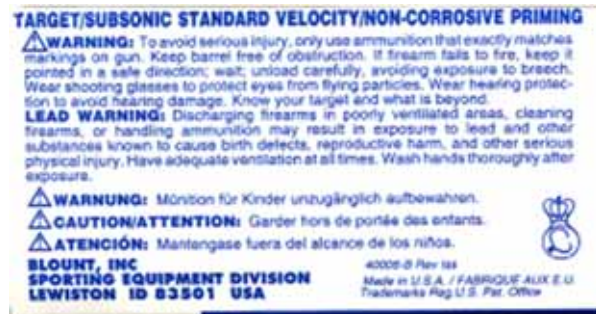 TARGET/SUBSONIC STANDARD VELOCITY/NON-CORROSIVE PRIMING
WARNING: To avoid serious injury, only use ammunition that exactly matches
markings on gun. Keep barrel free of obstruction. If firearm fails to fire, keep it
pointed in a safe direction; wait; unload carefully, avoiding exposure to breech.
Wear shooting glasses to protect eyes from flying particles. Wear hearing protec-
tion to avoid hearing damage. Know your target and what is beyond.
LEAD WARNING: Discharging firearms in poorly ventilated areas, cleaning
firearms, or handling ammunition may result in exposure to lead and other
substances known to cause birth defects, reproductive harm, and other serious
physical injury. Have adequate ventilation at all times. Wash hands thoroughly after
exposure.
WARNUNG: Münition für Kinder unzugänglich aufbewahren.
CAUTION/ATTENTION: Garder hors de portée des enfants.
ATENCIÓN: Mantengase fuera del alcance de los niños.
BLOUNT, INC
SPORTING EQUIPMENT DIVISION
LEWISTON ID 83501 USA
Rev
Made in U.S.A. / FABRIQUÉ AUX E.U.
Trademarks Reg U.S. Pat. Office